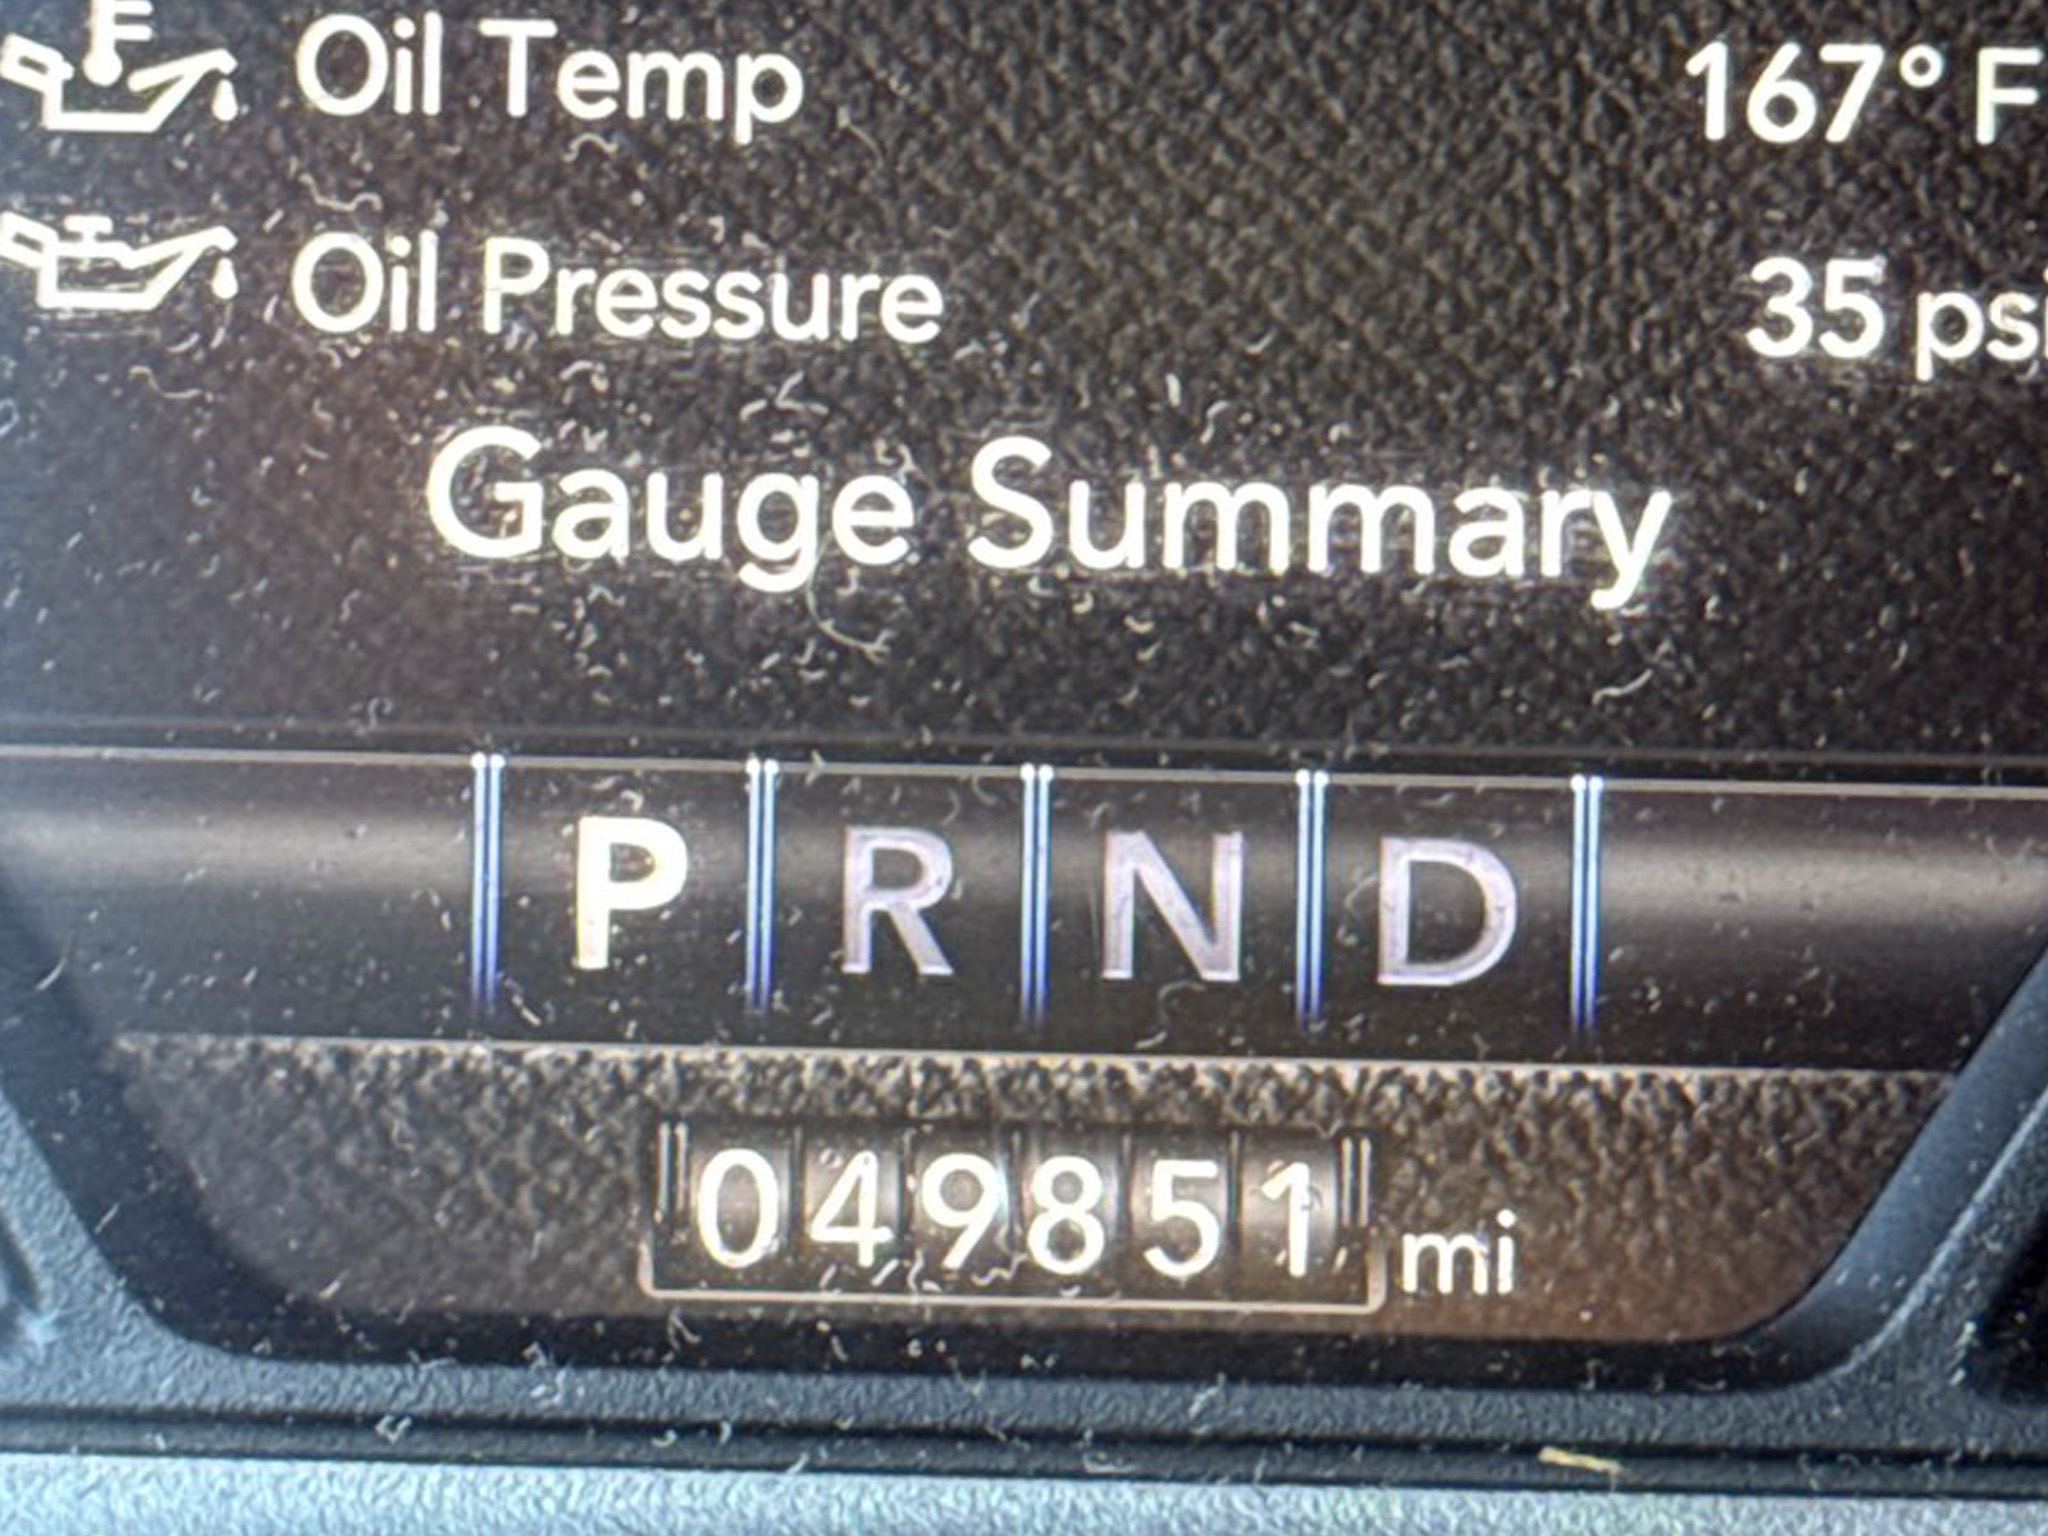 Oil Temp 167° F
Oil Pressure 35 psi
Gauge Summary
P R N D
049851 mi